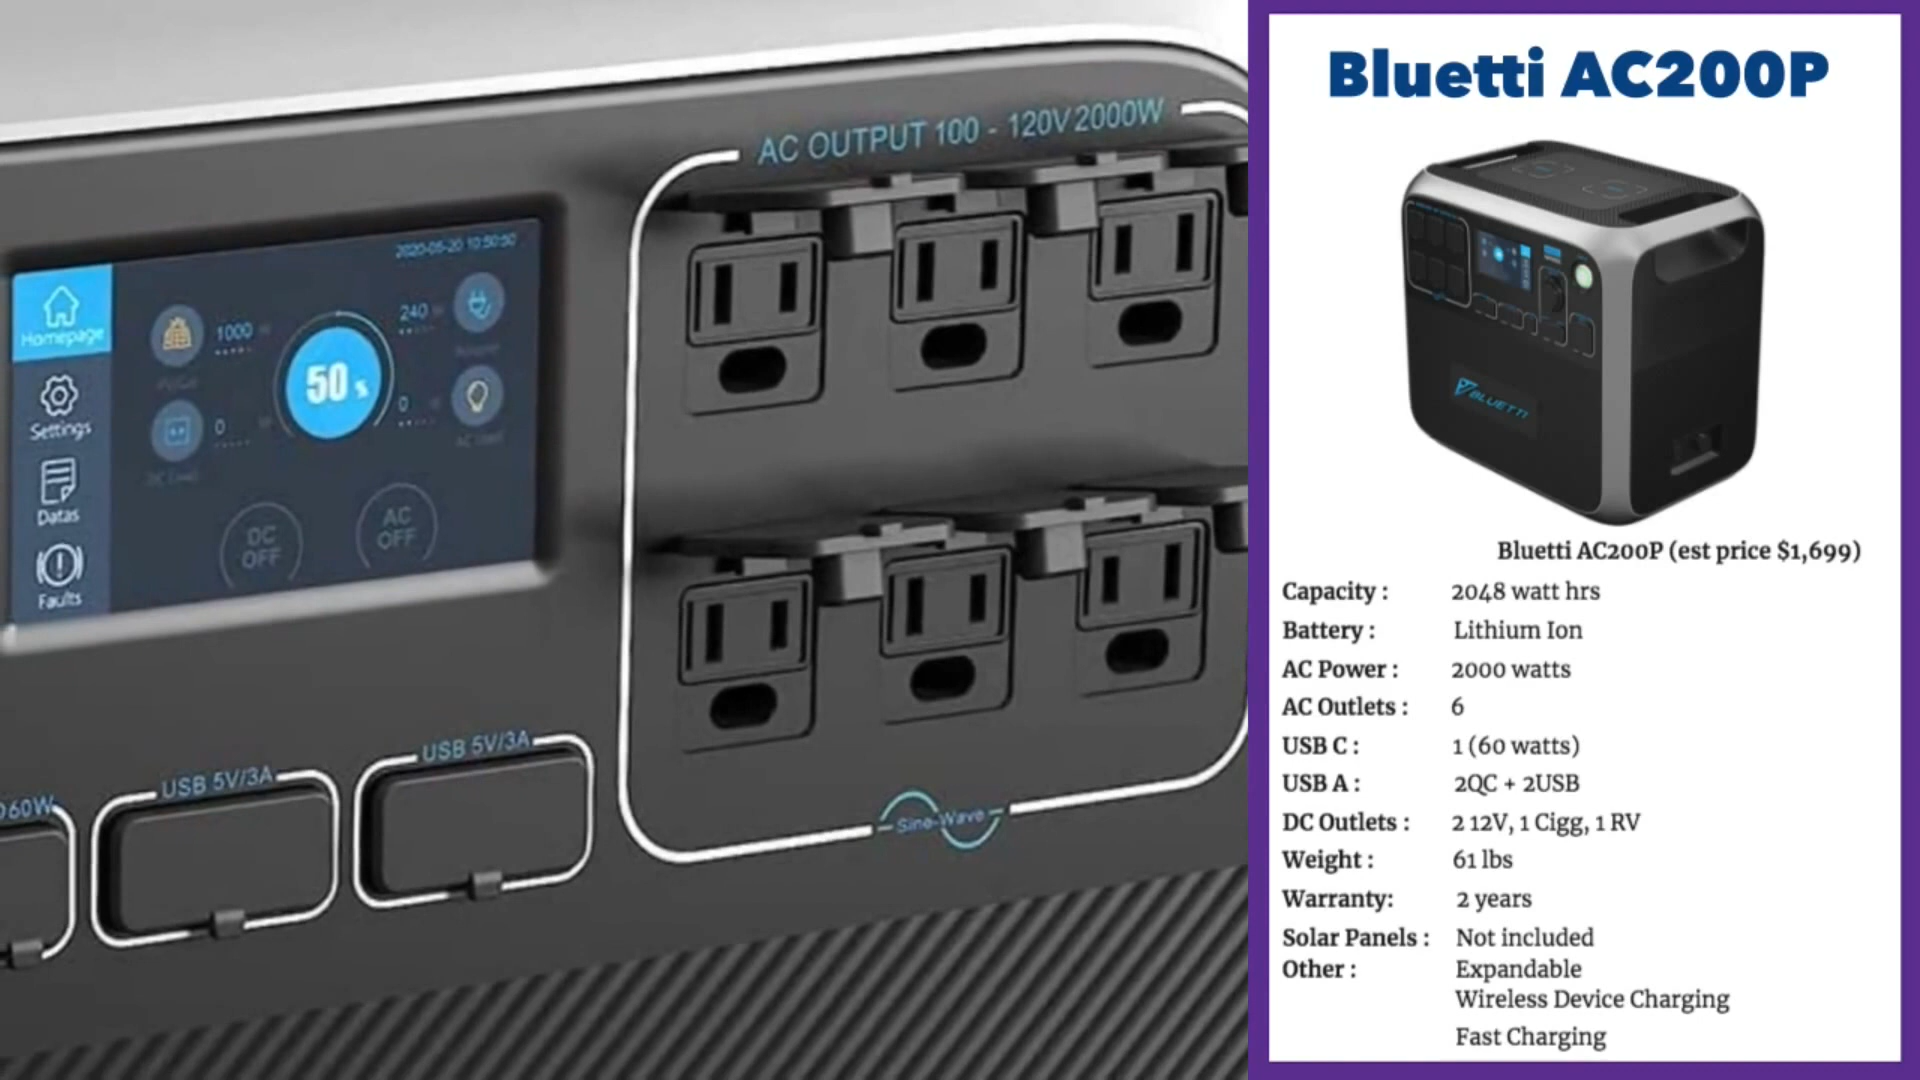 AC OUTPUT 100 - 120V 2000W
2020-05-20 10:50:50
Homepage
1000
240
50 %
Settings
0
0
Datas
DC
OFF
AC
OFF
Faults
60W
USB 5V/3A
USB 5V/3A
Sine-Wave
Bluetti AC200P
BLUETTI
Bluetti AC200P (est price $1,699)
Capacity : 2048 watt hrs
Battery : Lithium Ion
AC Power : 2000 watts
AC Outlets : 6
USB C : 1 (60 watts)
USB A : 2QC + 2USB
DC Outlets : 2 12V, 1 Cigg, 1 RV
Weight : 61 lbs
Warranty: 2 years
Solar Panels : Not included
Other : Expandable
Wireless Device Charging
Fast Charging